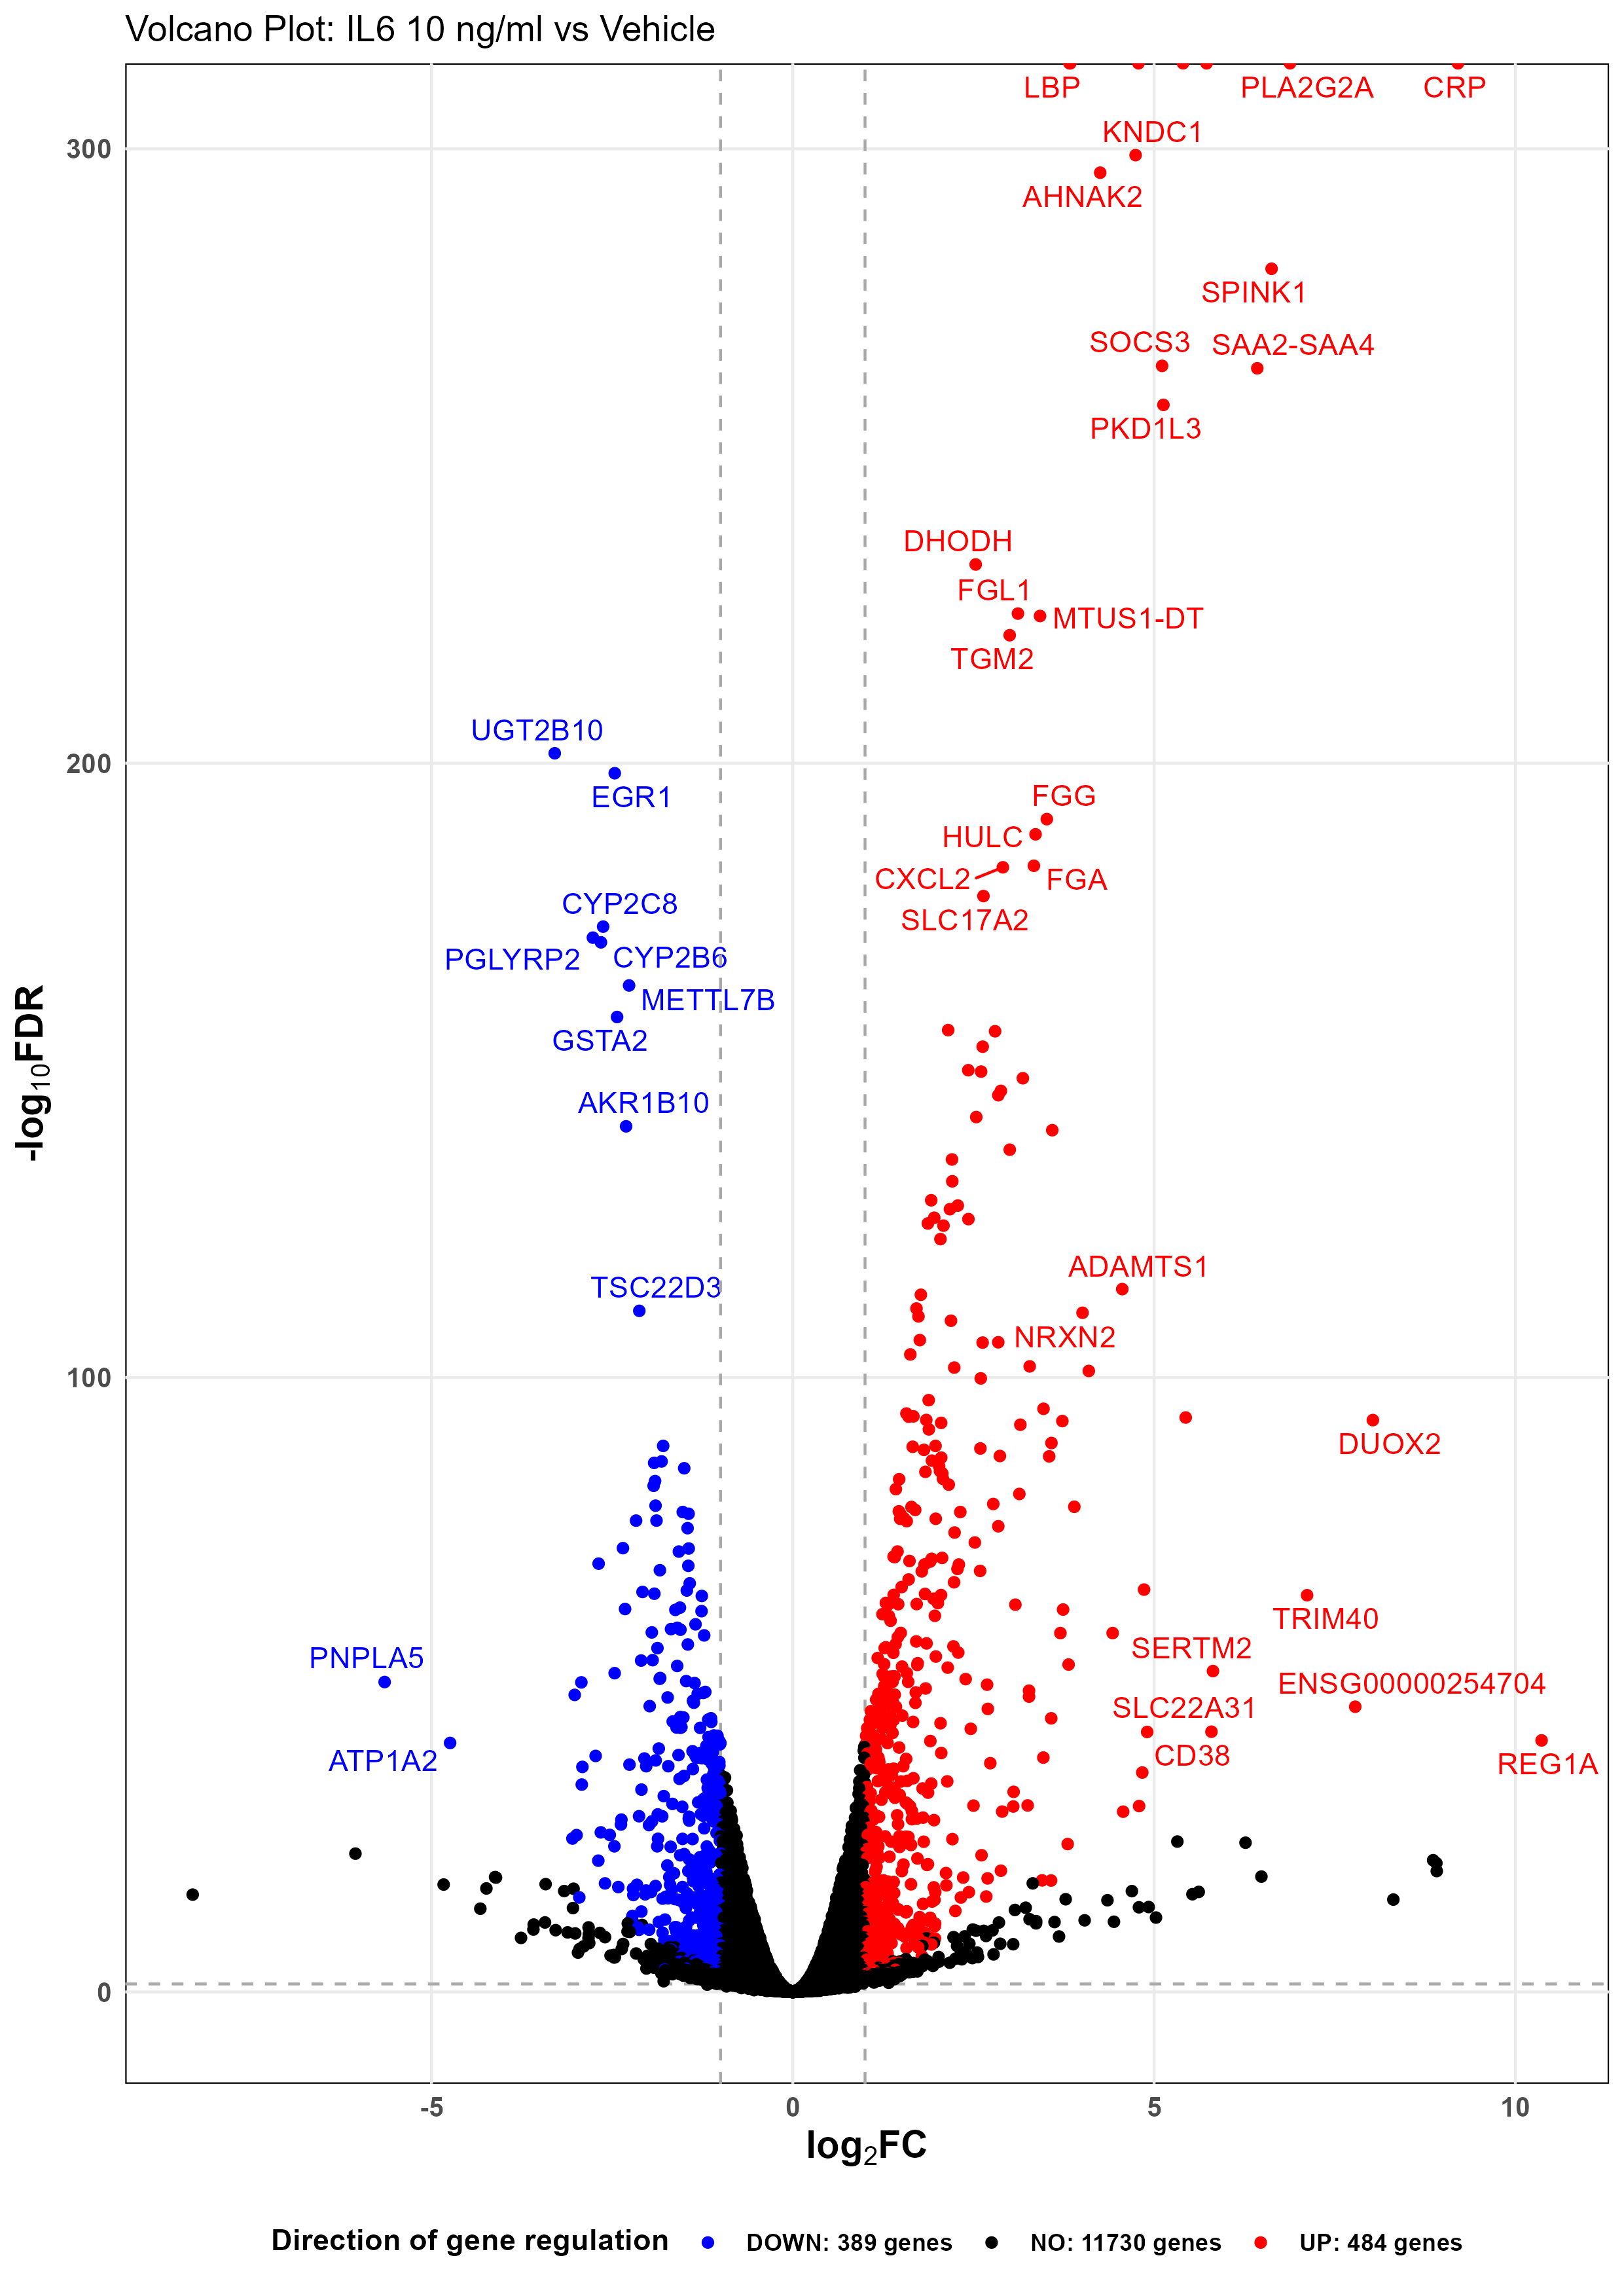 Volcano Plot: IL6 10 ng/ml vs Vehicle
LBP
PLA2G2A
CRP
KNDC1
300
AHNAK2
SPINK1
SOCS3
SAA2-SAA4
PKD1L3
DHODH
FGL1
MTUS1-DT
TGM2
UGT2B10
200
EGR1
FGG
HULC
CXCL2
FGA
CYP2C8
SLC17A2
PGLYRP2
CYP2B6
METTL7B
GSTA2
-log10FDR
AKR1B10
ADAMTS1
TSC22D3
NRXN2
100
DUOX2
TRIM40
SERTM2
PNPLA5
ENSG00000254704
SLC22A31
CD38
ATP1A2
REG1A
0
-5 0 5 10
log2FC
Direction of gene regulation DOWN: 389 genes NO: 11730 genes UP: 484 genes